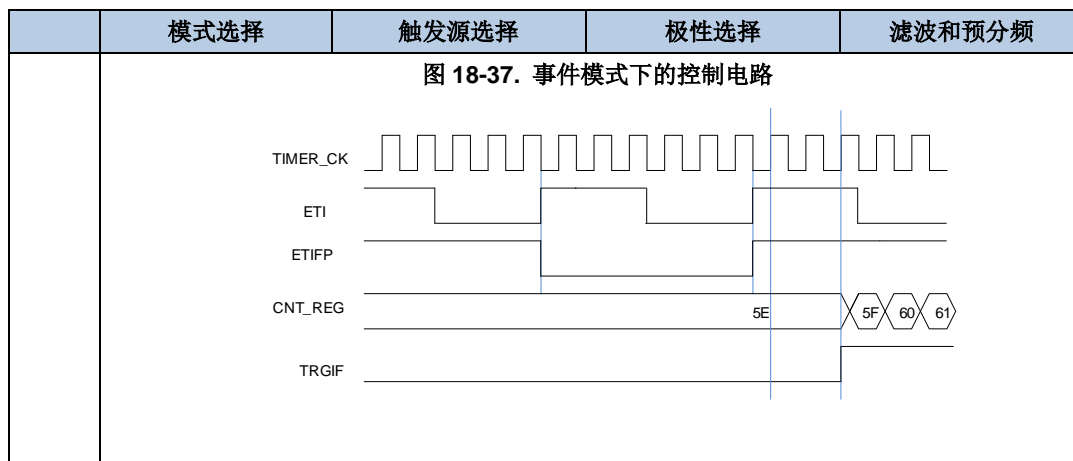 模式选择 触发源选择 极性选择 滤波和预分频
图 18-37. 事件模式下的控制电路
TIMER_CK
ETI
ETIFP
CNT_REG 5E 5F 60 61
TRGIF